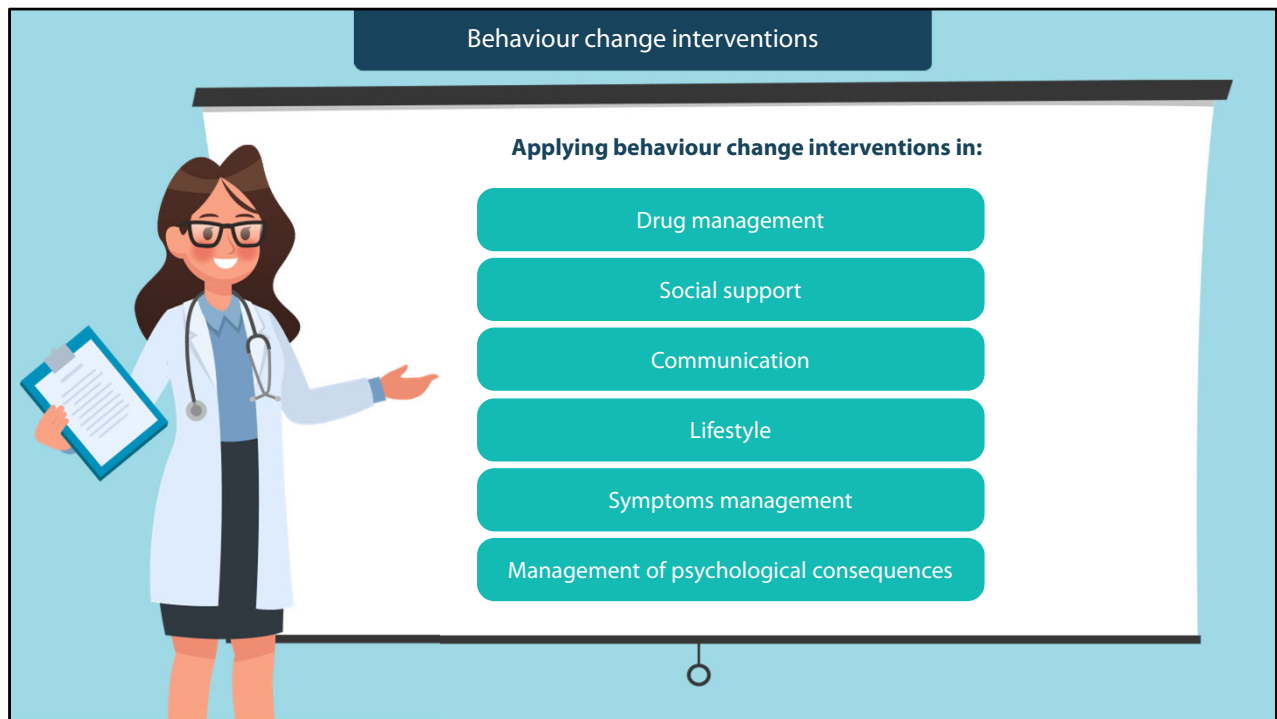 Behaviour change interventions
Applying behaviour change interventions in:
Drug management
Social support
Communication
Lifestyle
Symptoms management
Management of psychological consequences